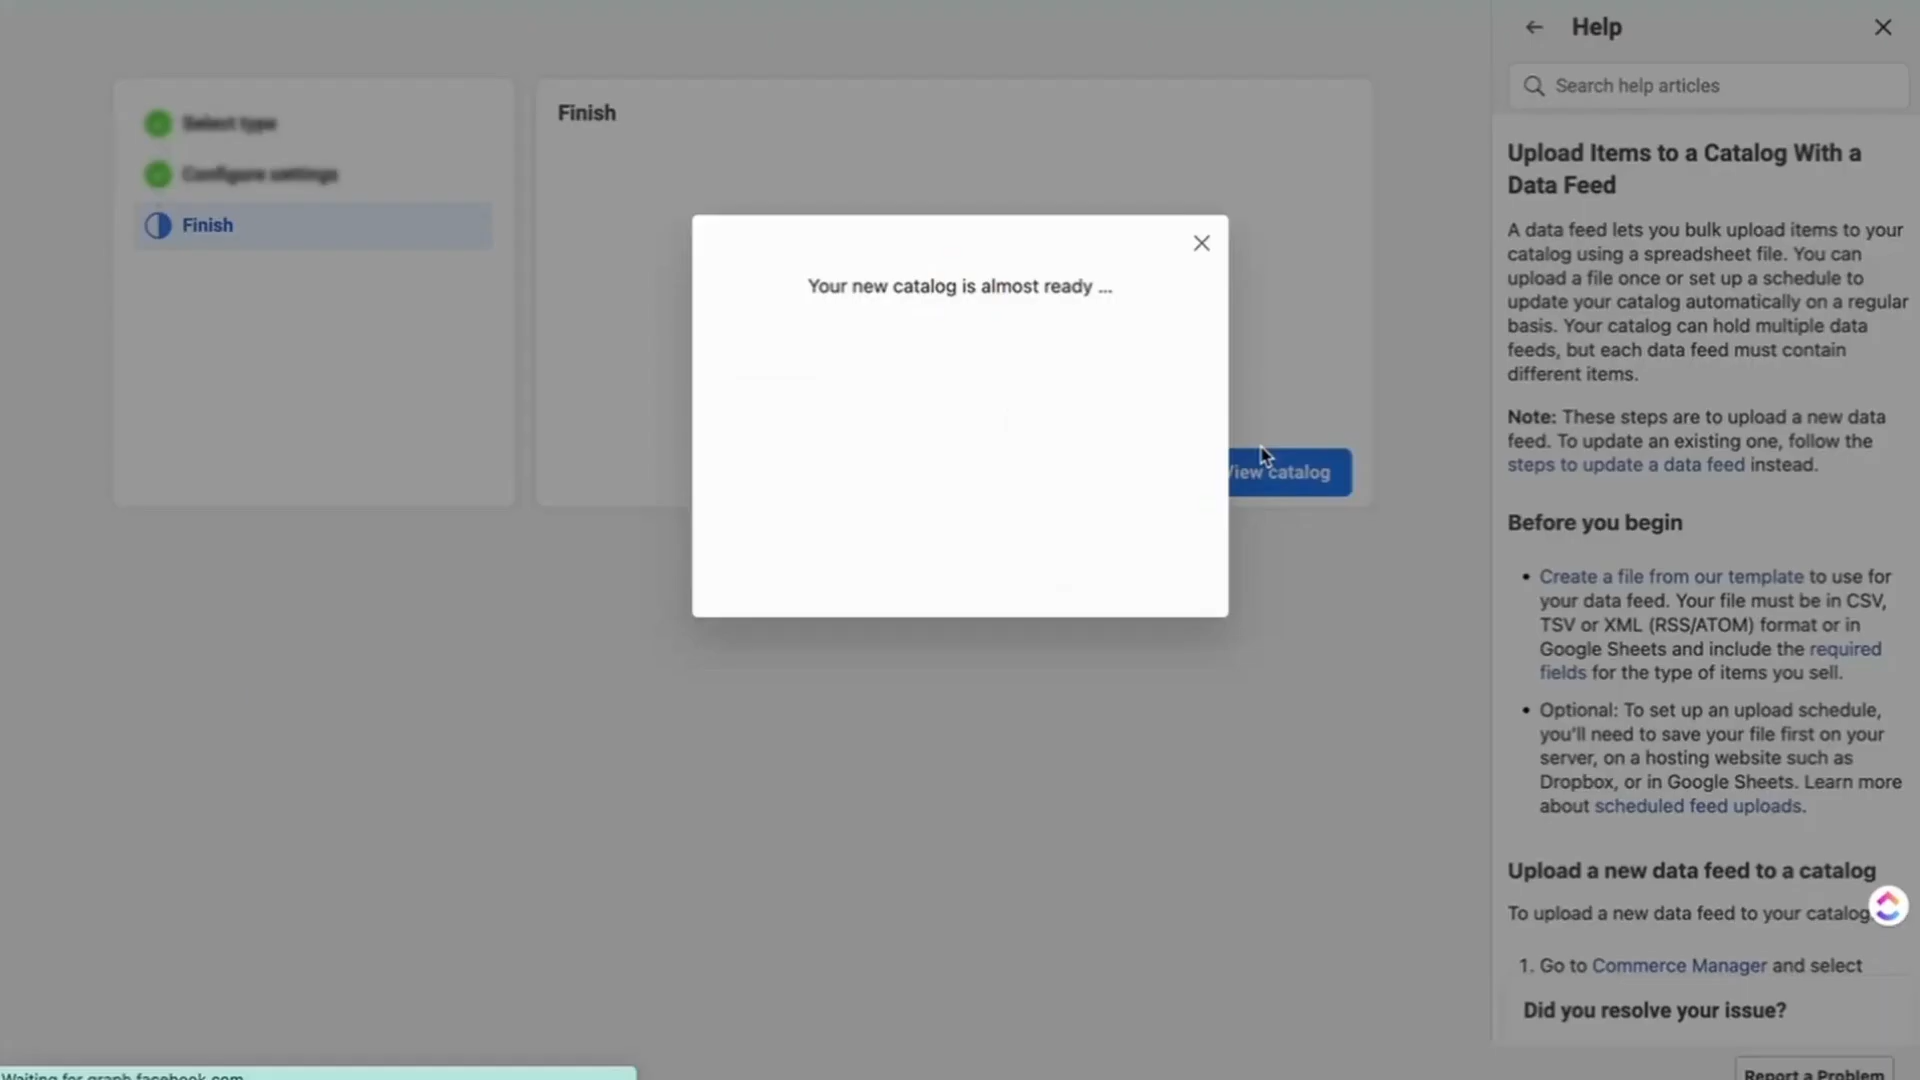 Select type
Configure settings
Finish
Finish
Your new catalog is almost ready ...
View catalog
Help
Search help articles
Upload Items to a Catalog With a
Data Feed
A data feed lets you bulk upload items to your
catalog using a spreadsheet file. You can
upload a file once or set up a schedule to
update your catalog automatically on a regular
basis. Your catalog can hold multiple data
feeds, but each data feed must contain
different items.
Note: These steps are to upload a new data
feed. To update an existing one, follow the
steps to update a data feed instead.
Before you begin
• Create a file from our template to use for
your data feed. Your file must be in CSV,
TSV or XML (RSS/ATOM) format or in
Google Sheets and include the required
fields for the type of items you sell.
• Optional: To set up an upload schedule,
you'll need to save your file first on your
server, on a hosting website such as
Dropbox, or in Google Sheets. Learn more
about scheduled feed uploads.
Upload a new data feed to a catalog
To upload a new data feed to your catalog
1. Go to Commerce Manager and select
Did you resolve your issue?
Report a Problem
Waiting for graph.facebook.com